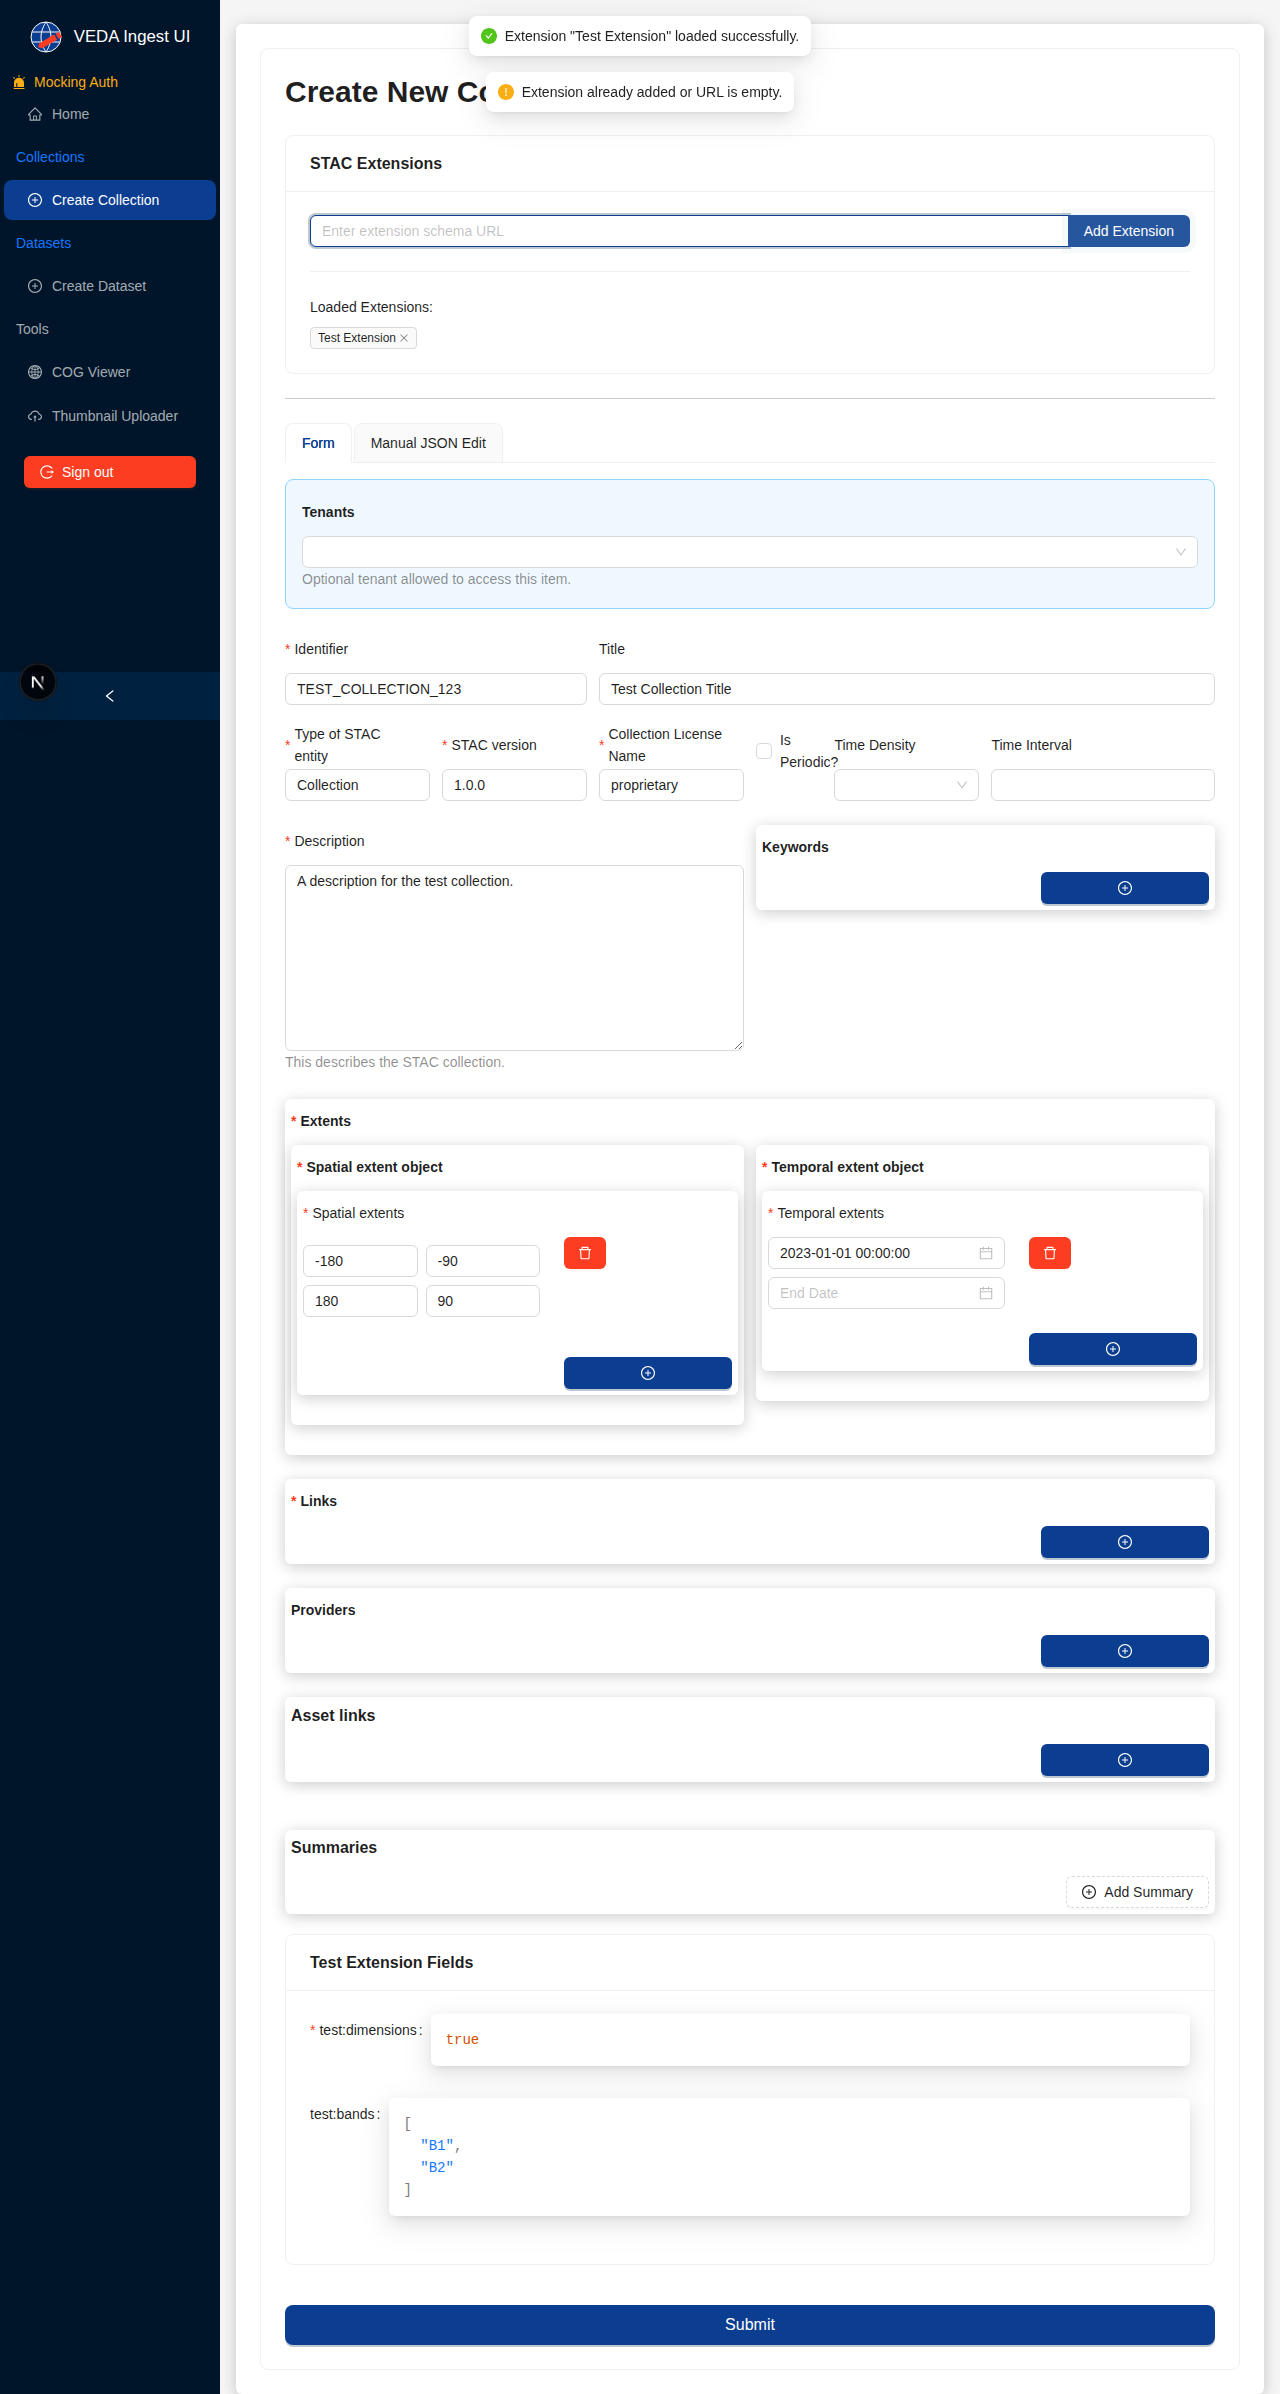 VEDA Ingest UI
Mocking Auth
Home
Collections
Create Collection
Datasets
Create Dataset
Tools
COG Viewer
Thumbnail Uploader
Sign out
Extension "Test Extension" loaded successfully.
Extension already added or URL is empty.
Create New Co
STAC Extensions
Enter extension schema URL
Add Extension
Loaded Extensions:
Test Extension
Form
Manual JSON Edit
Tenants
Optional tenant allowed to access this item.
* Identifier
Title
TEST_COLLECTION_123
Test Collection Title
* Type of STAC entity
* STAC version
* Collection License Name
Is Periodic?
Time Density
Time Interval
Collection
1.0.0
proprietary
* Description
Keywords
A description for the test collection.
This describes the STAC collection.
* Extents
* Spatial extent object
* Spatial extents
-180
-90
180
90
* Temporal extent object
* Temporal extents
2023-01-01 00:00:00
End Date
* Links
Providers
Asset links
Summaries
Add Summary
Test Extension Fields
* test:dimensions:
true
test:bands:
[
"B1",
"B2"
]
Submit